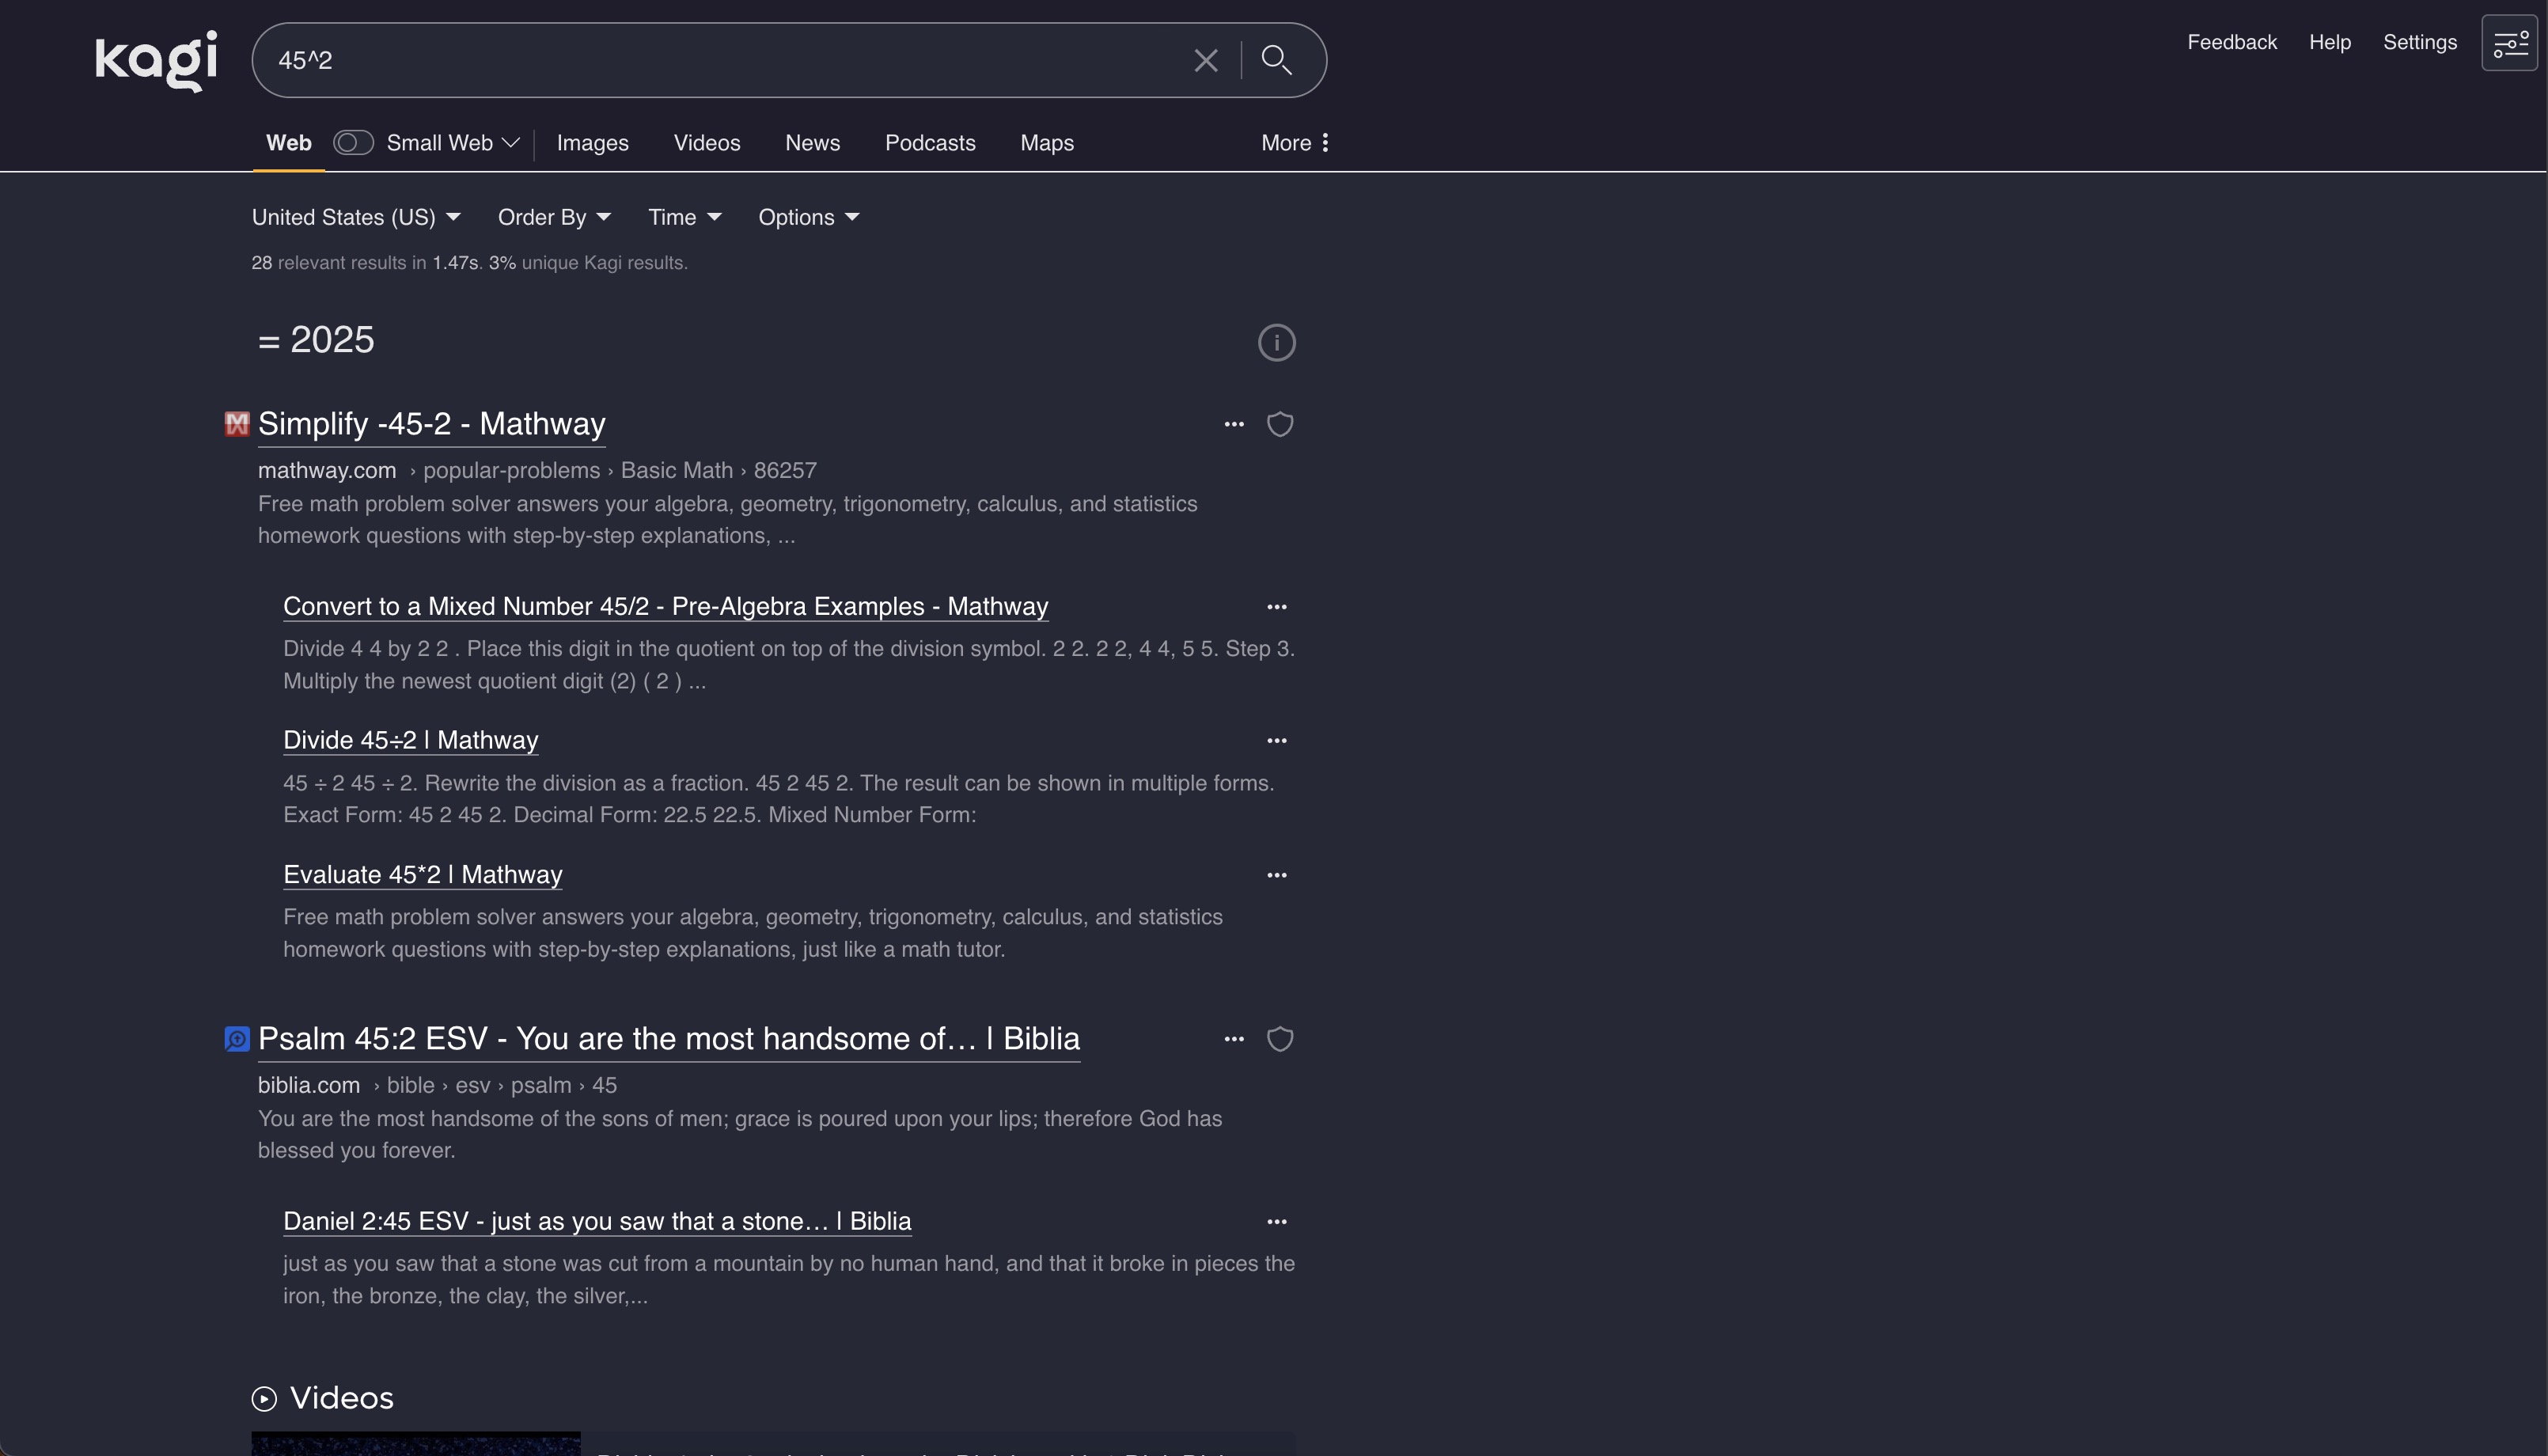 kagi
45^2
Feedback Help Settings
Web Small Web Images Videos News Podcasts Maps More
United States (US) Order By Time Options
28 relevant results in 1.47s. 3% unique Kagi results.
= 2025
Simplify -45-2 - Mathway
mathway.com › popular-problems › Basic Math › 86257
Free math problem solver answers your algebra, geometry, trigonometry, calculus, and statistics
homework questions with step-by-step explanations, ...
Convert to a Mixed Number 45/2 - Pre-Algebra Examples - Mathway
Divide 4 4 by 2 2 . Place this digit in the quotient on top of the division symbol. 2 2. 2 2, 4 4, 5 5. Step 3.
Multiply the newest quotient digit (2) ( 2 ) ...
Divide 45÷2 | Mathway
45 ÷ 2 45 ÷ 2. Rewrite the division as a fraction. 45 2 45 2. The result can be shown in multiple forms.
Exact Form: 45 2 45 2. Decimal Form: 22.5 22.5. Mixed Number Form:
Evaluate 45*2 | Mathway
Free math problem solver answers your algebra, geometry, trigonometry, calculus, and statistics
homework questions with step-by-step explanations, just like a math tutor.
Psalm 45:2 ESV - You are the most handsome of… | Biblia
biblia.com › bible › esv › psalm › 45
You are the most handsome of the sons of men; grace is poured upon your lips; therefore God has
blessed you forever.
Daniel 2:45 ESV - just as you saw that a stone… | Biblia
just as you saw that a stone was cut from a mountain by no human hand, and that it broke in pieces the
iron, the bronze, the clay, the silver,...
Videos